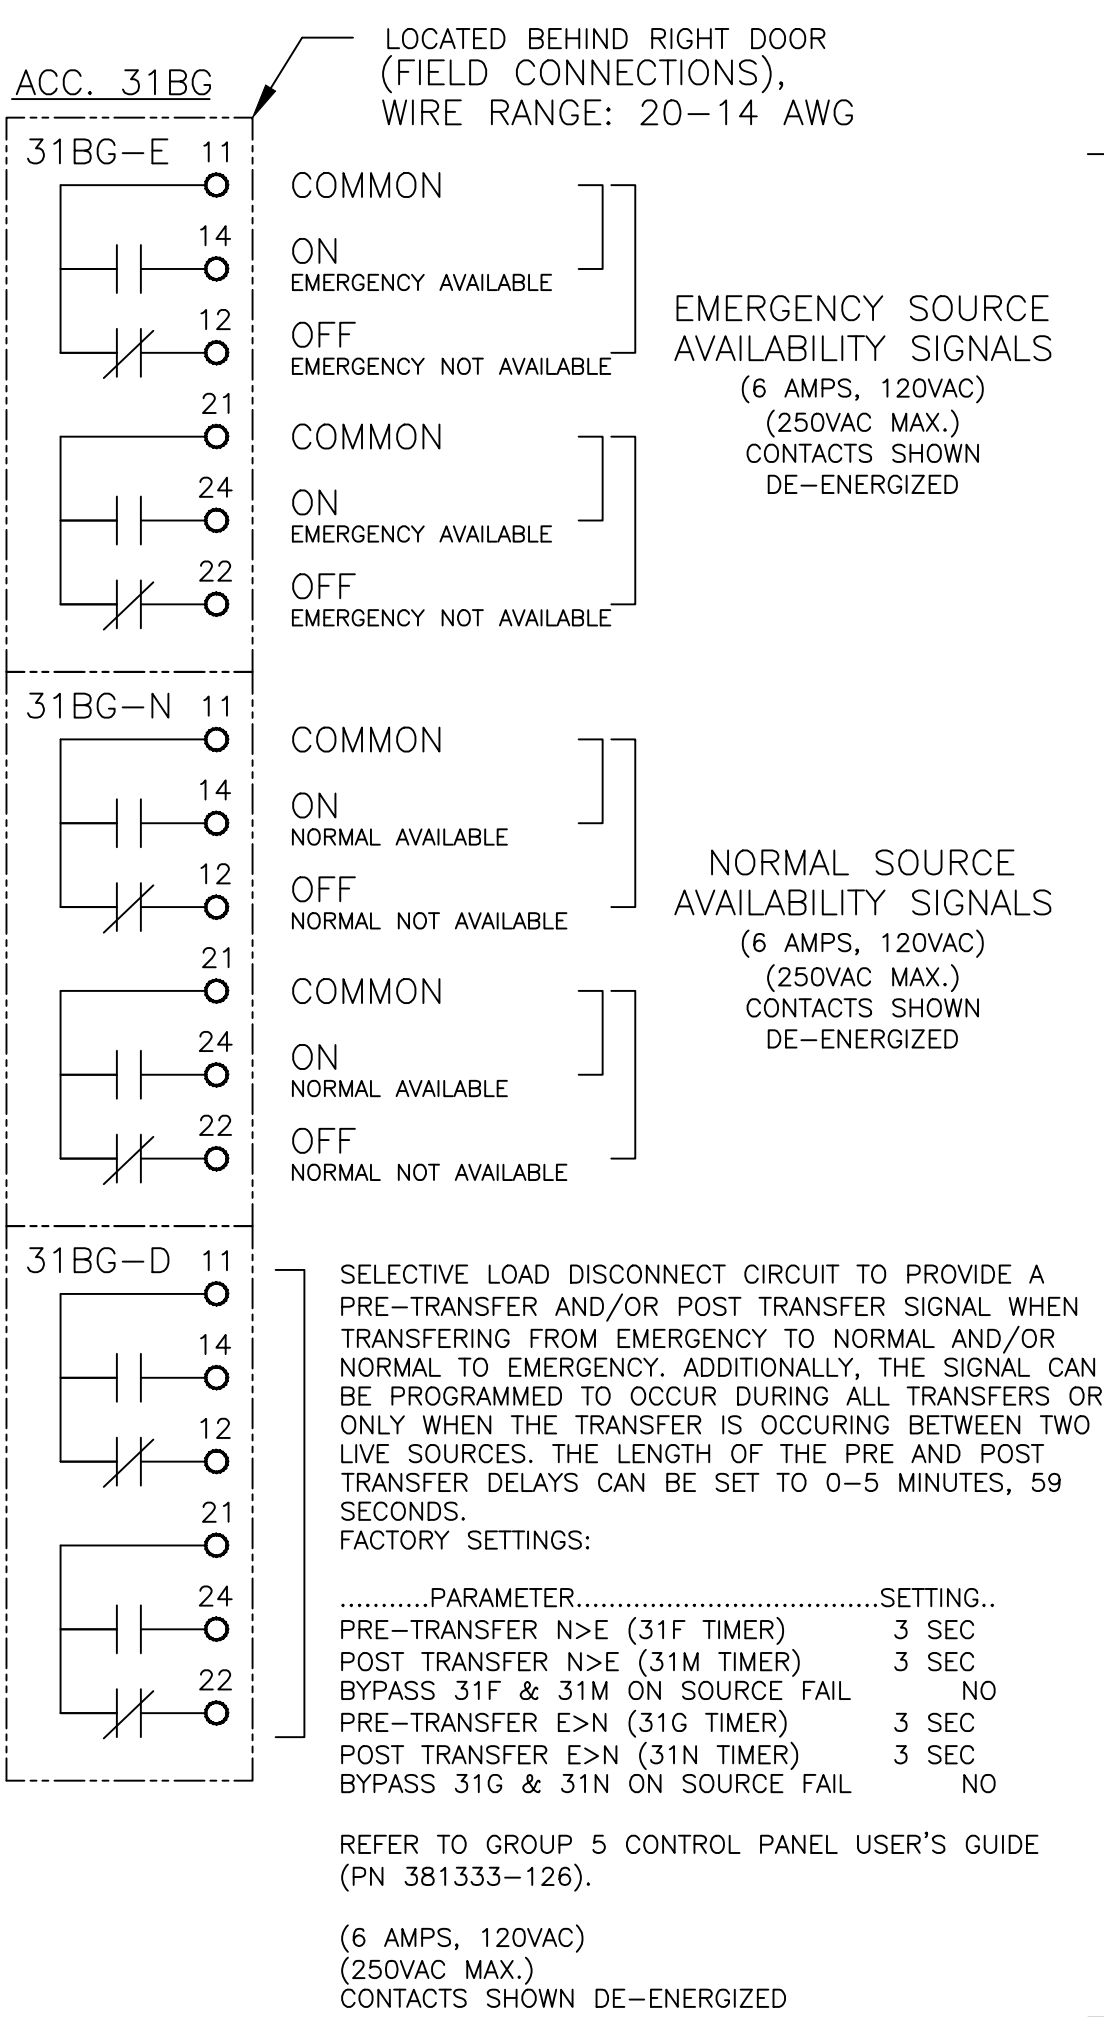 LOCATED BEHIND RIGHT DOOR
(FIELD CONNECTIONS),
WIRE RANGE: 20-14 AWG
ACC. 31BG
31BG-E 11
COMMON
14
ON
EMERGENCY AVAILABLE
12
OFF
EMERGENCY NOT AVAILABLE
21
COMMON
24
ON
EMERGENCY AVAILABLE
22
OFF
EMERGENCY NOT AVAILABLE
EMERGENCY SOURCE
AVAILABILITY SIGNALS
(6 AMPS, 120VAC)
(250VAC MAX.)
CONTACTS SHOWN
DE-ENERGIZED
31BG-N 11
COMMON
14
ON
NORMAL AVAILABLE
12
OFF
NORMAL NOT AVAILABLE
21
COMMON
24
ON
NORMAL AVAILABLE
22
OFF
NORMAL NOT AVAILABLE
NORMAL SOURCE
AVAILABILITY SIGNALS
(6 AMPS, 120VAC)
(250VAC MAX.)
CONTACTS SHOWN
DE-ENERGIZED
31BG-D 11
14
12
21
24
22
SELECTIVE LOAD DISCONNECT CIRCUIT TO PROVIDE A
PRE-TRANSFER AND/OR POST TRANSFER SIGNAL WHEN
TRANSFERING FROM EMERGENCY TO NORMAL AND/OR
NORMAL TO EMERGENCY. ADDITIONALLY, THE SIGNAL CAN
BE PROGRAMMED TO OCCUR DURING ALL TRANSFERS OR
ONLY WHEN THE TRANSFER IS OCCURING BETWEEN TWO
LIVE SOURCES. THE LENGTH OF THE PRE AND POST
TRANSFER DELAYS CAN BE SET TO 0-5 MINUTES, 59
SECONDS.
FACTORY SETTINGS:
...........PARAMETER.....................................SETTING..
PRE-TRANSFER N>E (31F TIMER) 3 SEC
POST TRANSFER N>E (31M TIMER) 3 SEC
BYPASS 31F & 31M ON SOURCE FAIL NO
PRE-TRANSFER E>N (31G TIMER) 3 SEC
POST TRANSFER E>N (31N TIMER) 3 SEC
BYPASS 31G & 31N ON SOURCE FAIL NO
REFER TO GROUP 5 CONTROL PANEL USER'S GUIDE
(PN 381333-126).
(6 AMPS, 120VAC)
(250VAC MAX.)
CONTACTS SHOWN DE-ENERGIZED